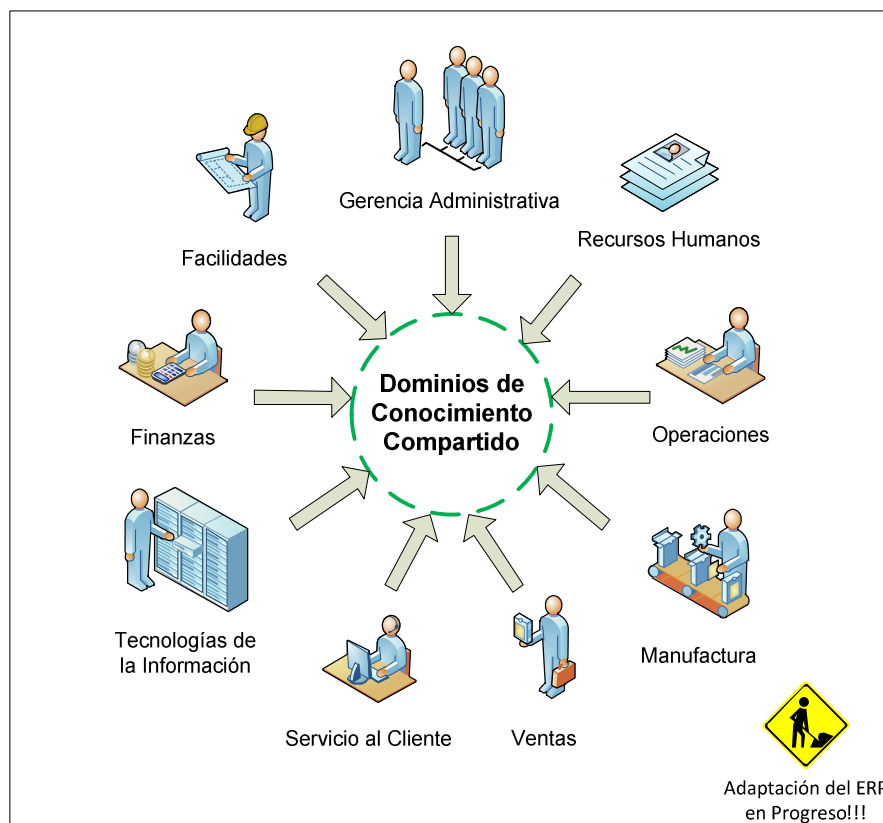 Gerencia Administrativa
Recursos Humanos
Facilidades
Dominios de
Conocimiento
Compartido
Finanzas
Operaciones
Tecnologías de
la Información
Manufactura
Servicio al Cliente
Ventas
Adaptación del ERP
en Progreso!!!